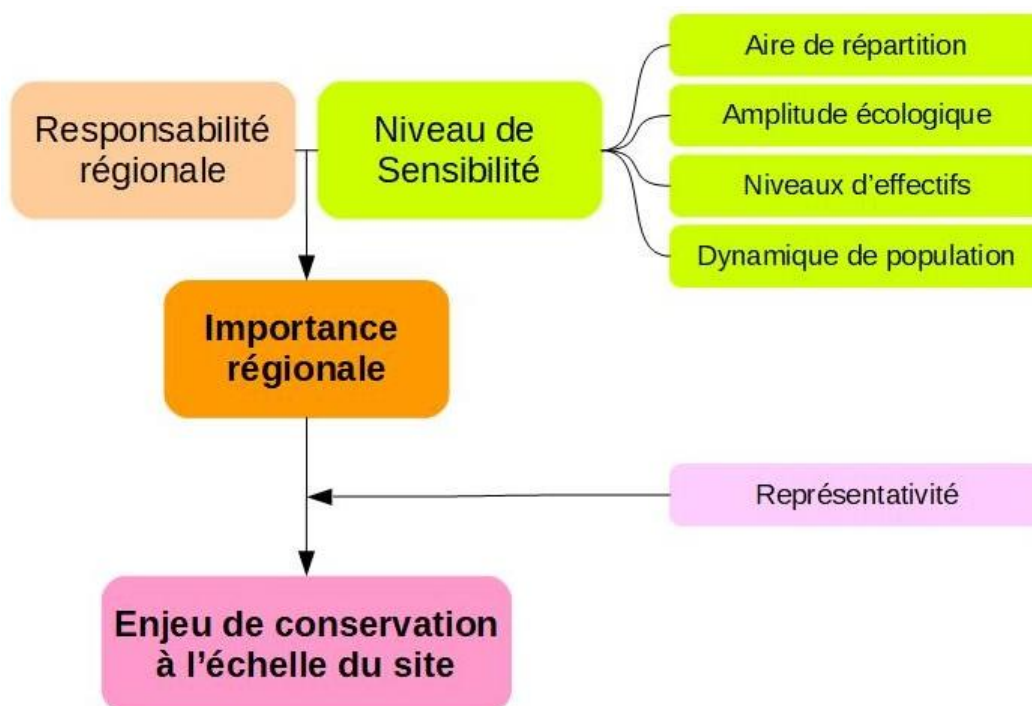 Responsabilité
régionale
Niveau de
Sensibilité
Aire de répartition
Amplitude écologique
Niveaux d'effectifs
Dynamique de population
Importance
régionale
Représentativité
Enjeu de conservation
à l'échelle du site